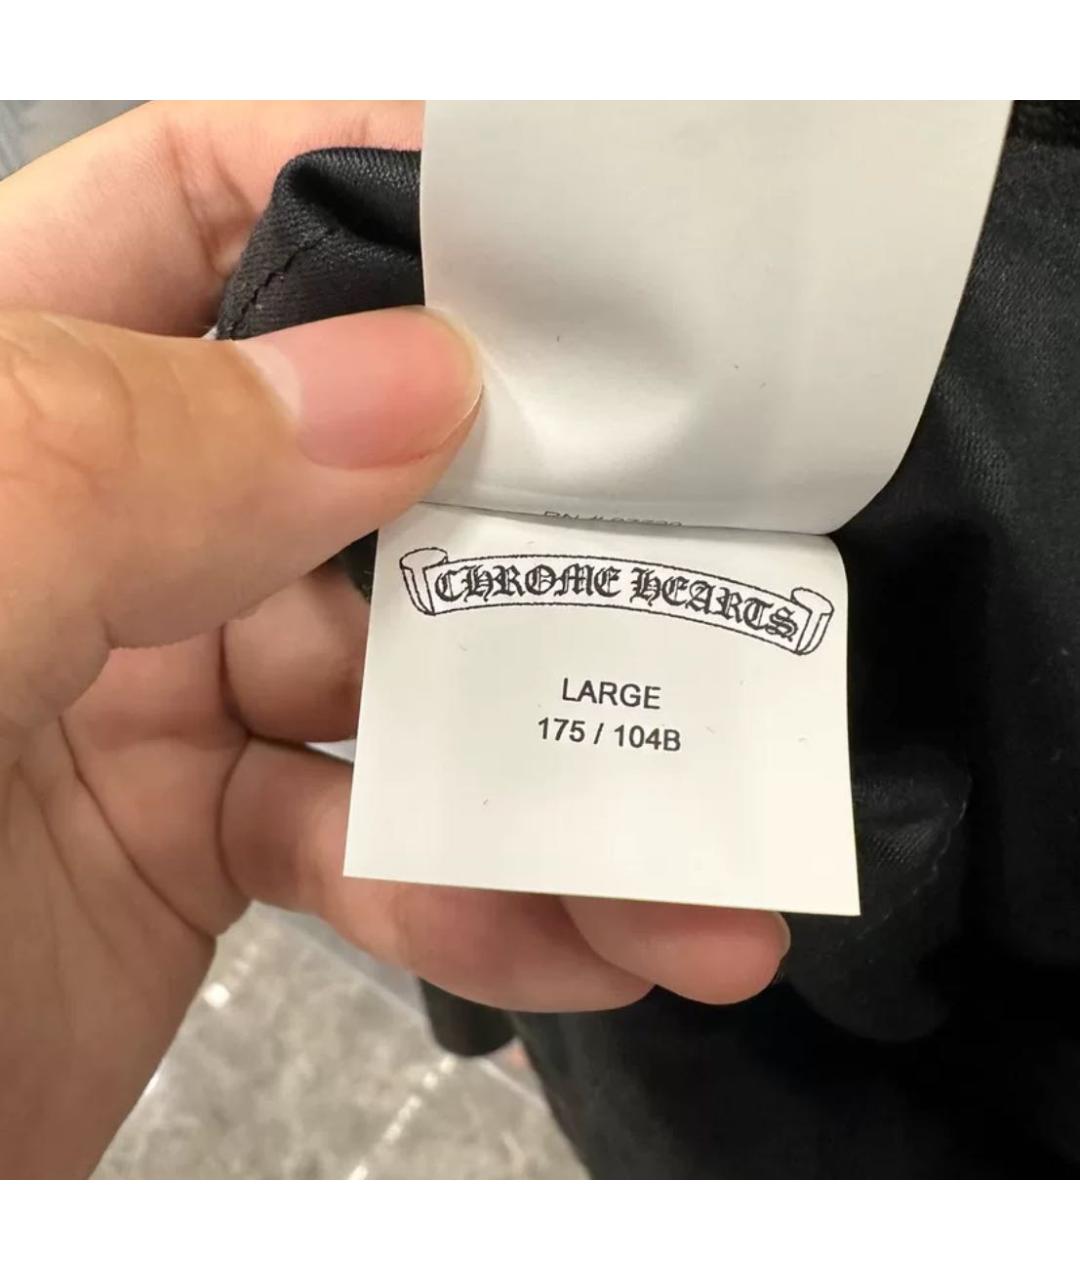 CHROME HEARTS
LARGE
175 / 104B